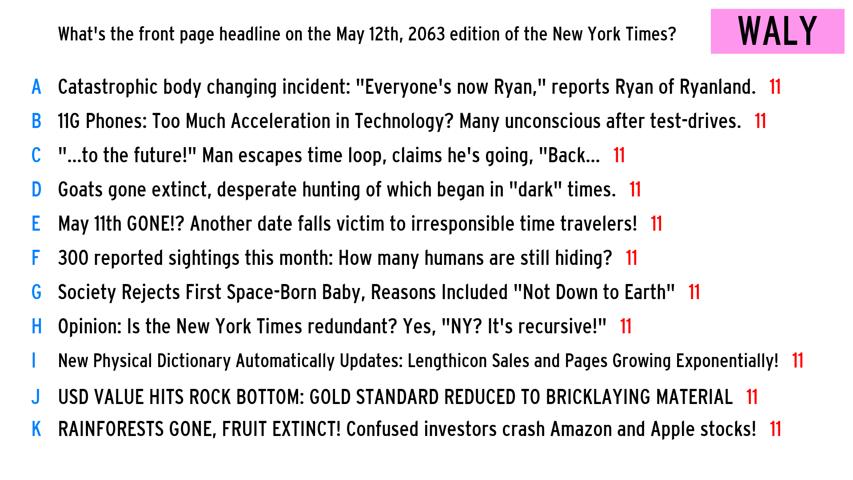 What's the front page headline on the May 12th, 2063 edition of the New York Times?
WALY
A Catastrophic body changing incident: "Everyone's now Ryan," reports Ryan of Ryanland. 11
B 11G Phones: Too Much Acceleration in Technology? Many unconscious after test-drives. 11
C "...to the future!" Man escapes time loop, claims he's going, "Back... 11
D Goats gone extinct, desperate hunting of which began in "dark" times. 11
E May 11th GONE!? Another date falls victim to irresponsible time travelers! 11
F 300 reported sightings this month: How many humans are still hiding? 11
G Society Rejects First Space-Born Baby, Reasons Included "Not Down to Earth" 11
H Opinion: Is the New York Times redundant? Yes, "NY? It's recursive!" 11
I New Physical Dictionary Automatically Updates: Lengthicon Sales and Pages Growing Exponentially! 11
J USD VALUE HITS ROCK BOTTOM: GOLD STANDARD REDUCED TO BRICKLAYING MATERIAL 11
K RAINFORESTS GONE, FRUIT EXTINCT! Confused investors crash Amazon and Apple stocks! 11